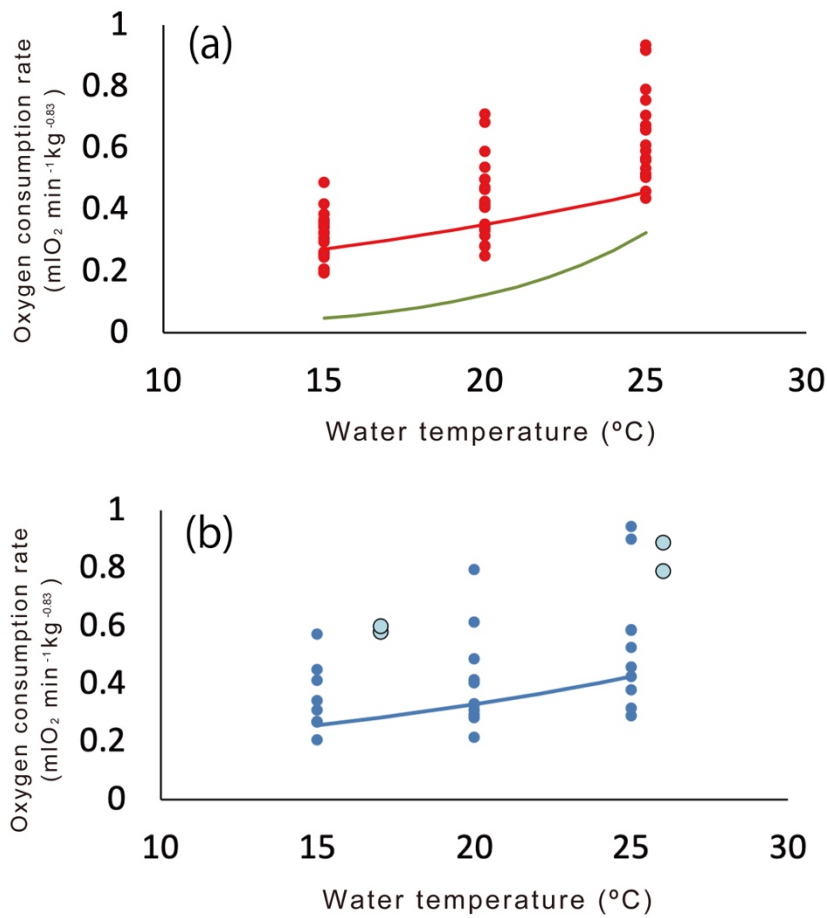 (a)
Oxygen consumption rate
(mlO₂ min⁻¹kg⁻⁰·⁸³)
1
0.8
0.6
0.4
0.2
0
10 15 20 25 30
Water temperature (ºC)
(b)
Oxygen consumption rate
(mlO₂ min⁻¹kg⁻⁰·⁸³)
1
0.8
0.6
0.4
0.2
0
10 15 20 25 30
Water temperature (ºC)